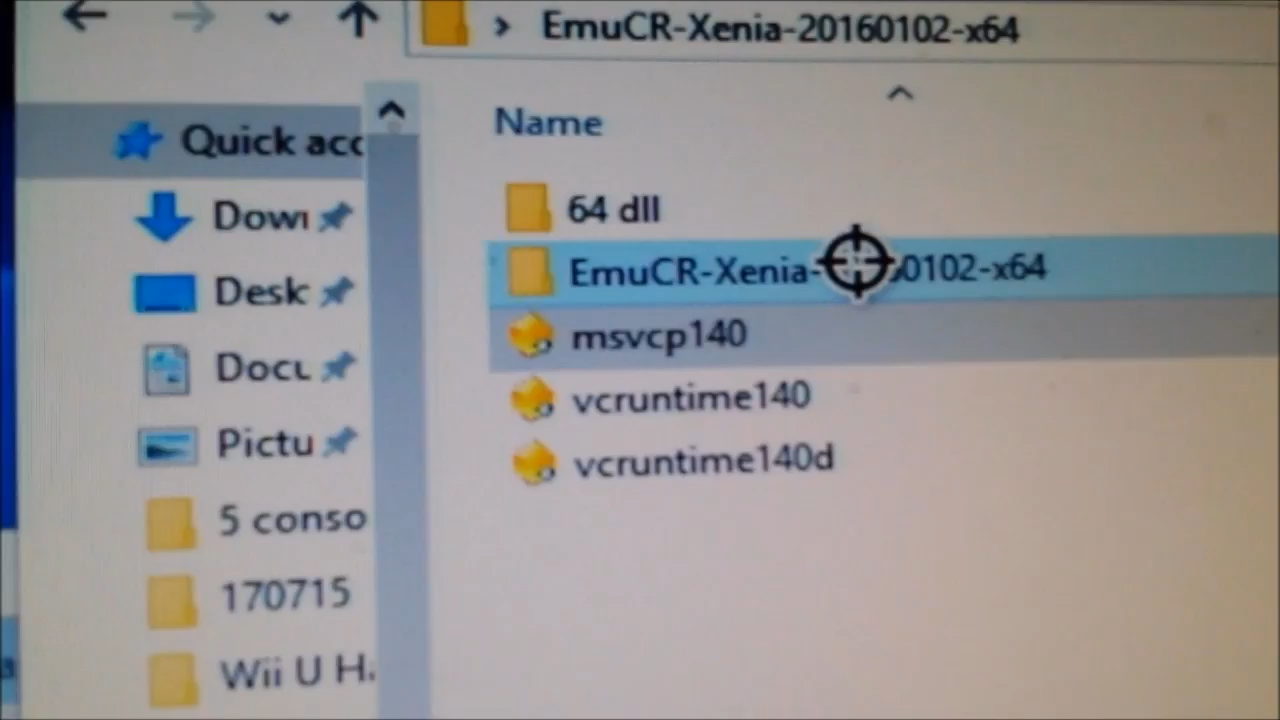 EmuCR-Xenia-20160102-x64
Name
Quick acc
64 dll
Down
EmuCR-Xenia-0102-x64
Desk
msvcp140
Docu
vcruntime140
Pictu
vcruntime140d
5 conso
170715
Wii U H